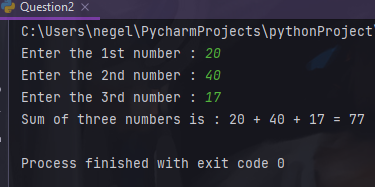 Question2
C:\Users\negel\PycharmProjects\pythonProject
Enter the 1st number : 20
Enter the 2nd number : 40
Enter the 3rd number : 17
Sum of three numbers is : 20 + 40 + 17 = 77
Process finished with exit code 0